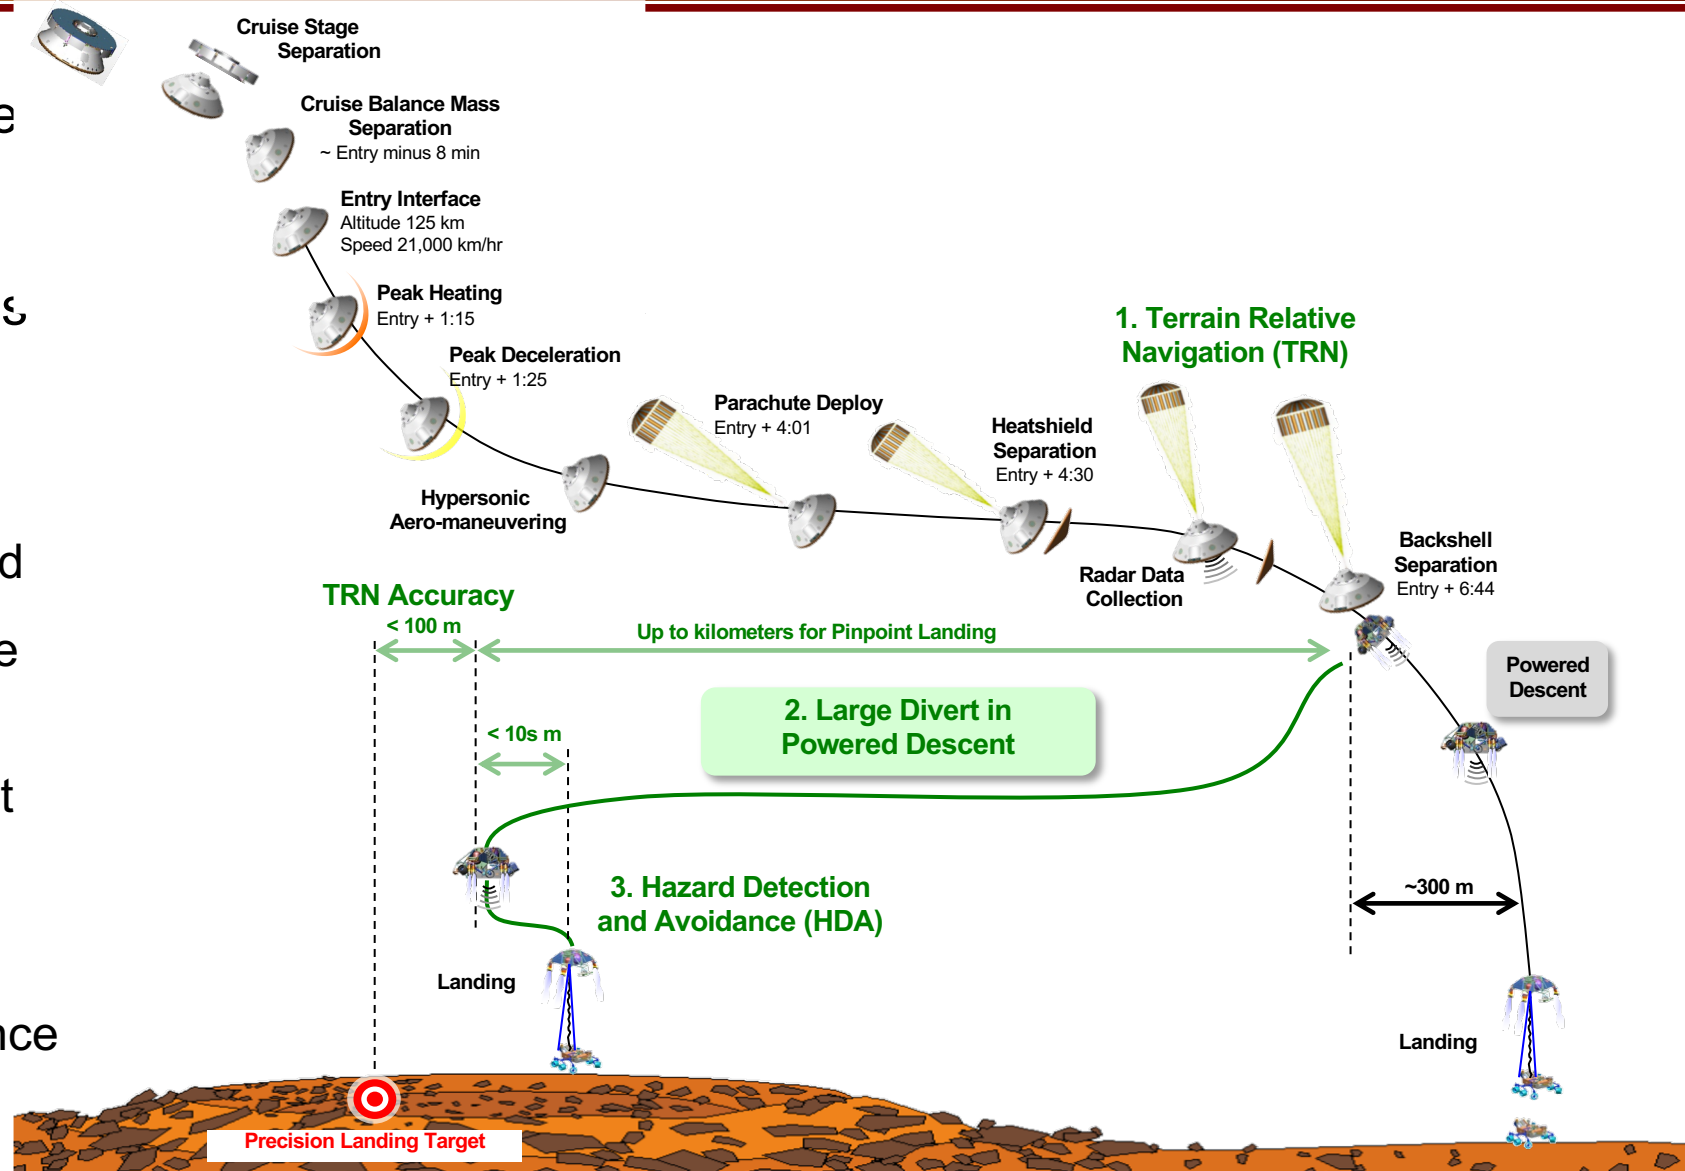 Cruise Stage
Separation
Cruise Balance Mass
Separation
~ Entry minus 8 min
Entry Interface
Altitude 125 km
Speed 21,000 km/hr
Peak Heating
Entry + 1:15
Peak Deceleration
Entry + 1:25
Hypersonic
Aero-maneuvering
Parachute Deploy
Entry + 4:01
Heatshield
Separation
Entry + 4:30
1. Terrain Relative
Navigation (TRN)
Radar Data
Collection
Backshell
Separation
Entry + 6:44
Powered
Descent
TRN Accuracy
< 100 m
Up to kilometers for Pinpoint Landing
2. Large Divert in
Powered Descent
< 10s m
3. Hazard Detection
and Avoidance (HDA)
~300 m
Landing
Landing
Precision Landing Target
e
s
d
e
t
nce